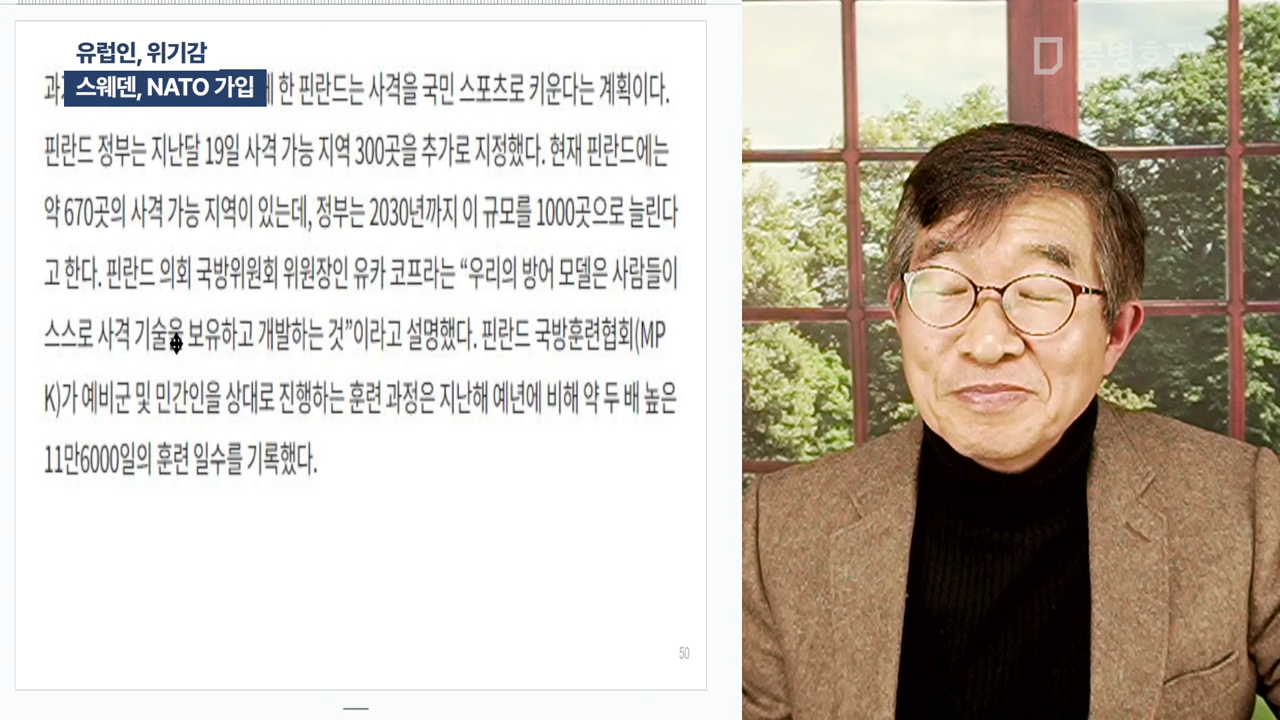 유럽인, 위기감
스웨덴, NATO 가입
한 핀란드는 사격을 국민 스포츠로 키운다는 계획이다.
핀란드 정부는 지난달 19일 사격 가능 지역 300곳을 추가로 지정했다. 현재 핀란드에는
약 670곳의 사격 가능 지역이 있는데, 정부는 2030년까지 이 규모를 1000곳으로 늘린다
고 한다. 핀란드 의회 국방위원회 위원장인 유카 코프라는 “우리의 방어 모델은 사람들이
스스로 사격 기술을 보유하고 개발하는 것”이라고 설명했다. 핀란드 국방훈련협회(MP
K)가 예비군 및 민간인을 상대로 진행하는 훈련 과정은 지난해 예년에 비해 약 두 배 높은
11만6000일의 훈련 일수를 기록했다.
50